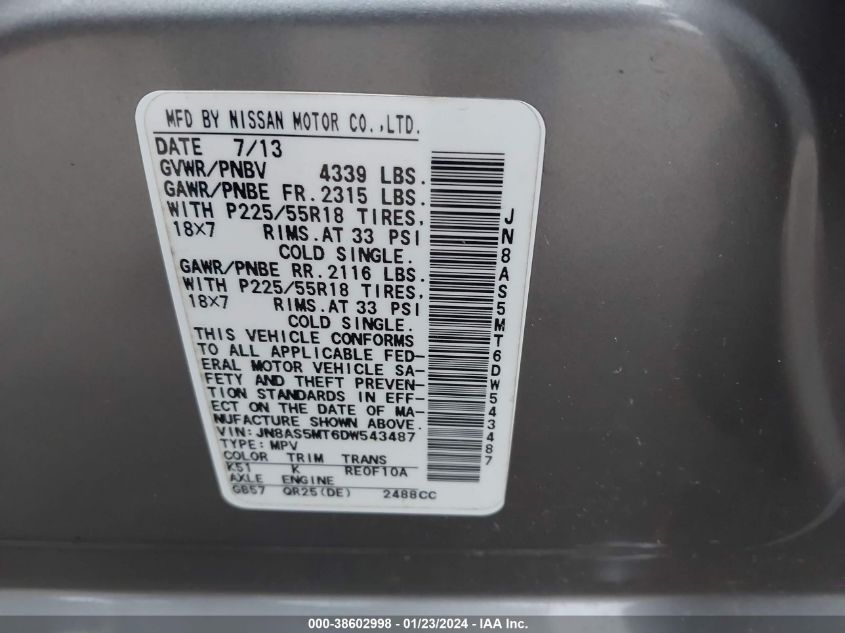 MFD BY NISSAN MOTOR CO.,LTD.
DATE 7/13
GVWR/PNBV 4339 LBS.
GAWR/PNBE FR. 2315 LBS.
WITH P225/55R18 TIRES,
18X7 RIMS.AT 33 PSI
COLD SINGLE.
GAWR/PNBE RR. 2116 LBS.
WITH P225/55R18 TIRES,
18X7 RIMS.AT 33 PSI
COLD SINGLE.
THIS VEHICLE CONFORMS
TO ALL APPLICABLE FED-
ERAL MOTOR VEHICLE SA-
FETY AND THEFT PREVEN-
TION STANDARDS IN EFF-
ECT ON THE DATE OF MA-
NUFACTURE SHOWN ABOVE.
VIN: JN8AS5MT6DW543487
TYPE: MPV
COLOR TRIM TRANS
K51 K RE0F10A
AXLE ENGINE
GB57 QR25(DE) 2488CC
JN8AS5MT6DW543487
000-38602998 - 01/23/2024 - IAA Inc.